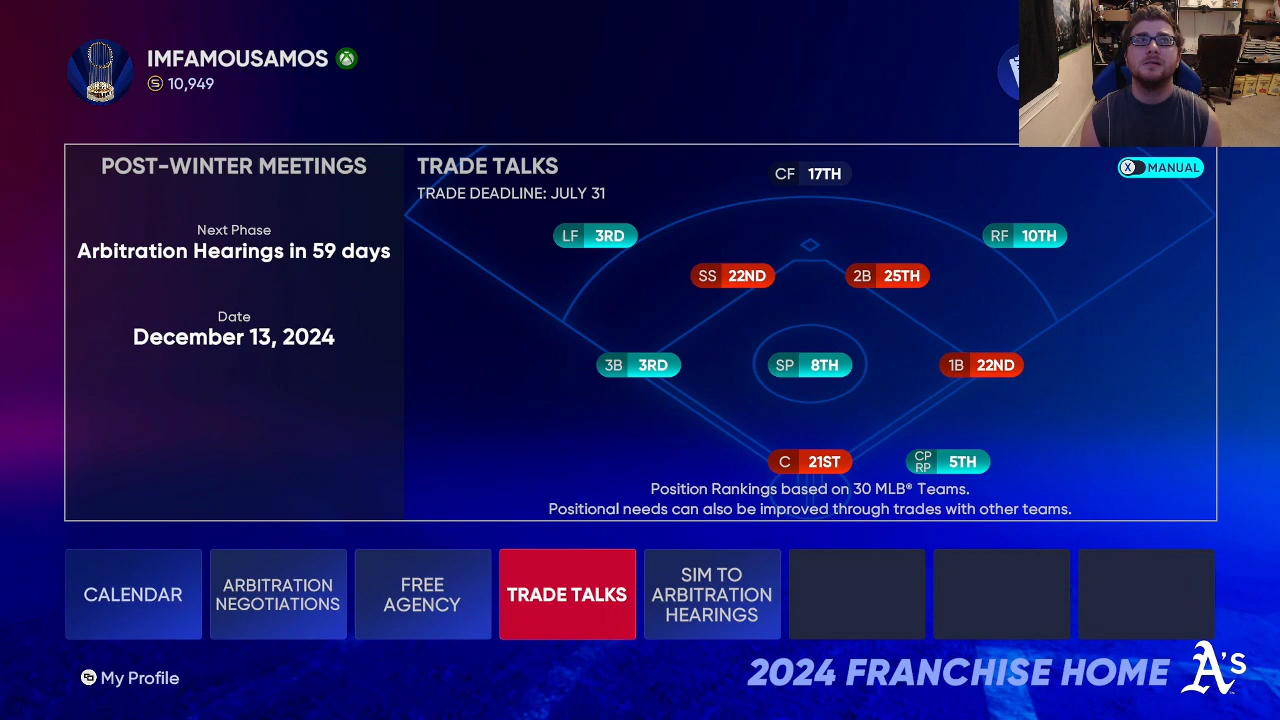 IMFAMOUSAMOS
S 10,949
POST-WINTER MEETINGS
Next Phase
Arbitration Hearings in 59 days
Date
December 13, 2024
TRADE TALKS
TRADE DEADLINE: JULY 31
X MANUAL
CF 17TH
LF 3RD
RF 10TH
SS 22ND
2B 25TH
3B 3RD
SP 8TH
1B 22ND
C 21ST
CP
RP 5TH
Position Rankings based on 30 MLB® Teams.
Positional needs can also be improved through trades with other teams.
CALENDAR
ARBITRATION
NEGOTIATIONS
FREE
AGENCY
TRADE TALKS
SIM TO
ARBITRATION
HEARINGS
My Profile
2024 FRANCHISE HOME
A's